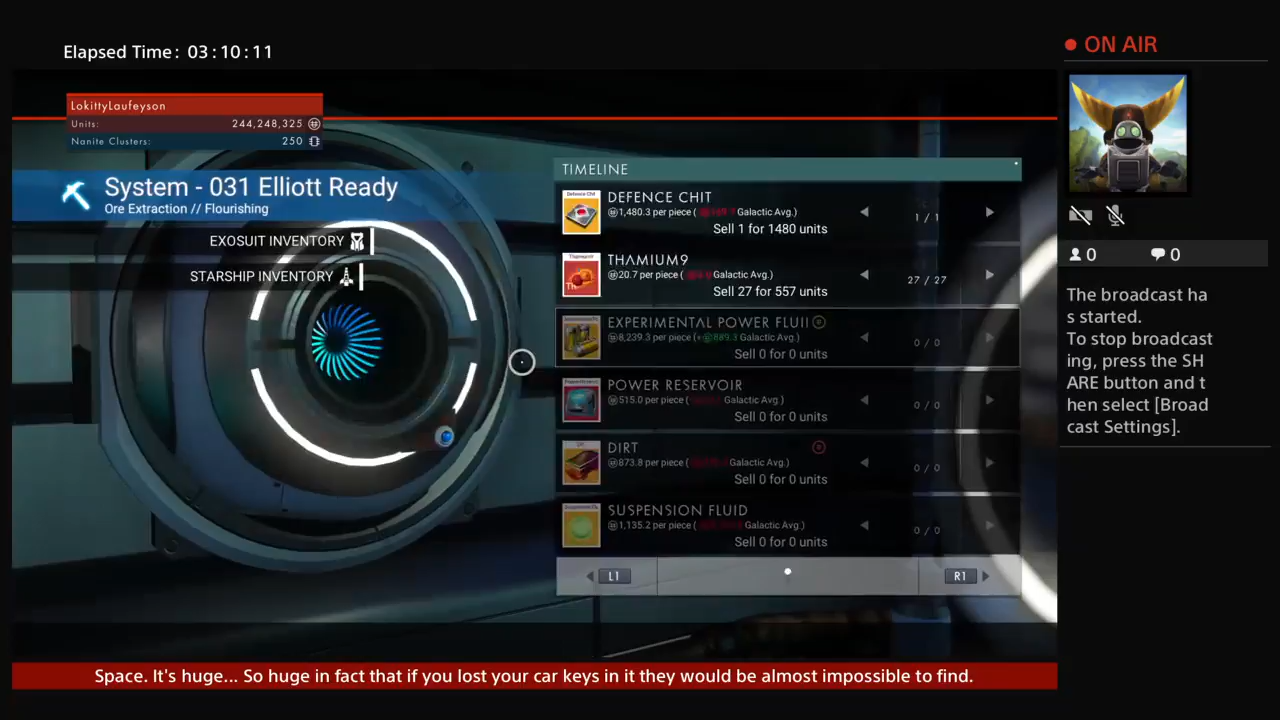 Elapsed Time: 03:10:11
ON AIR
LokittyLaufeyson
Units: 244,248,325
Nanite Clusters: 250
System - 031 Elliott Ready
Ore Extraction // Flourishing
EXOSUIT INVENTORY
STARSHIP INVENTORY
TIMELINE
DEFENCE CHIT
1,480.3 per piece ( Galactic Avg.)
Sell 1 for 1480 units
1 / 1
THAMIUM9
20.7 per piece ( Galactic Avg.)
Sell 27 for 557 units
27 / 27
EXPERIMENTAL POWER FLUI
8,239.3 per piece (+ 889.3 Galactic Avg.)
Sell 0 for 0 units
0 / 0
POWER RESERVOIR
515.0 per piece ( Galactic Avg.)
Sell 0 for 0 units
0 / 0
DIRT
873.8 per piece ( Galactic Avg.)
Sell 0 for 0 units
0 / 0
SUSPENSION FLUID
1,135.2 per piece ( Galactic Avg.)
Sell 0 for 0 units
0 / 0
L1
R1
0 0
The broadcast ha
s started.
To stop broadcast
ing, press the SH
ARE button and t
hen select [Broad
cast Settings].
Space. It's huge... So huge in fact that if you lost your car keys in it they would be almost impossible to find.